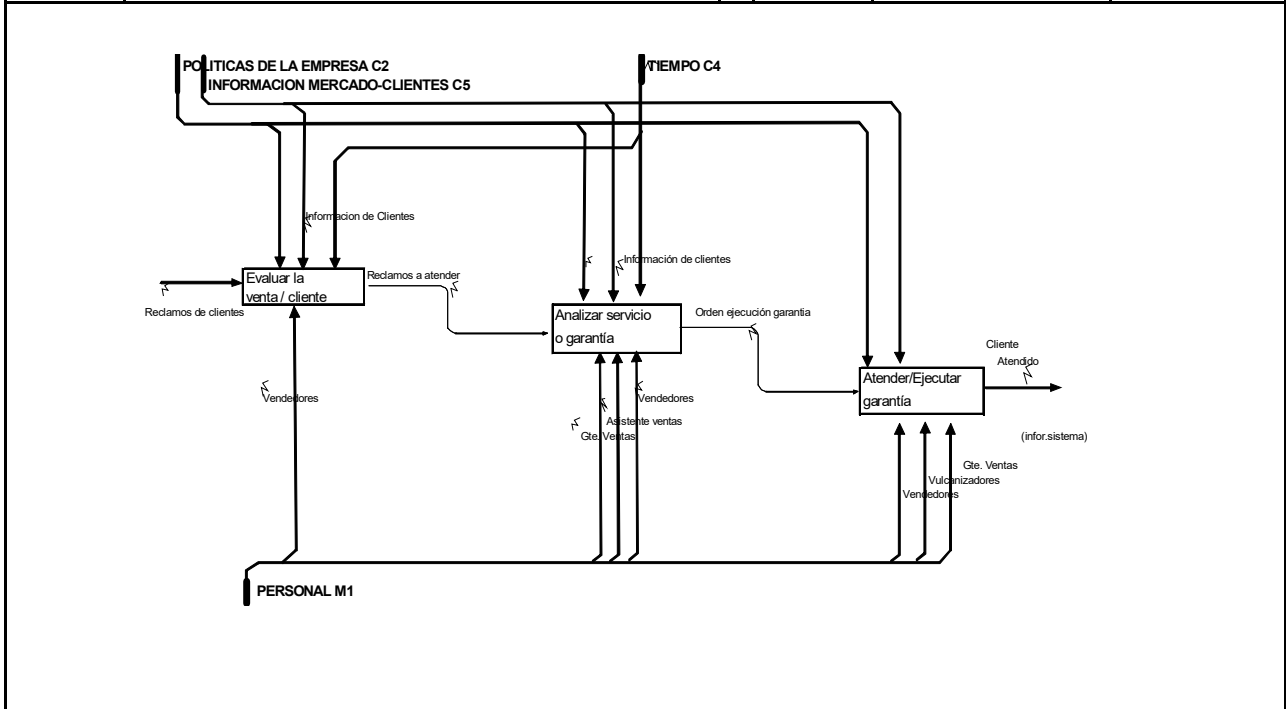 POLITICAS DE LA EMPRESA C2
INFORMACION MERCADO-CLIENTES C5
TIEMPO C4
Informacion de Clientes
Información de clientes
Evaluar la
venta / cliente
Reclamos a atender
Reclamos de clientes
Analizar servicio
o garantía
Orden ejecución garantia
Cliente
Atendido
Atender/Ejecutar
garantía
Vendedores
Vendedores
Asistente ventas
Gte. Ventas
(infor.sistema)
Gte. Ventas
Vulcanizadores
Vendedores
PERSONAL M1